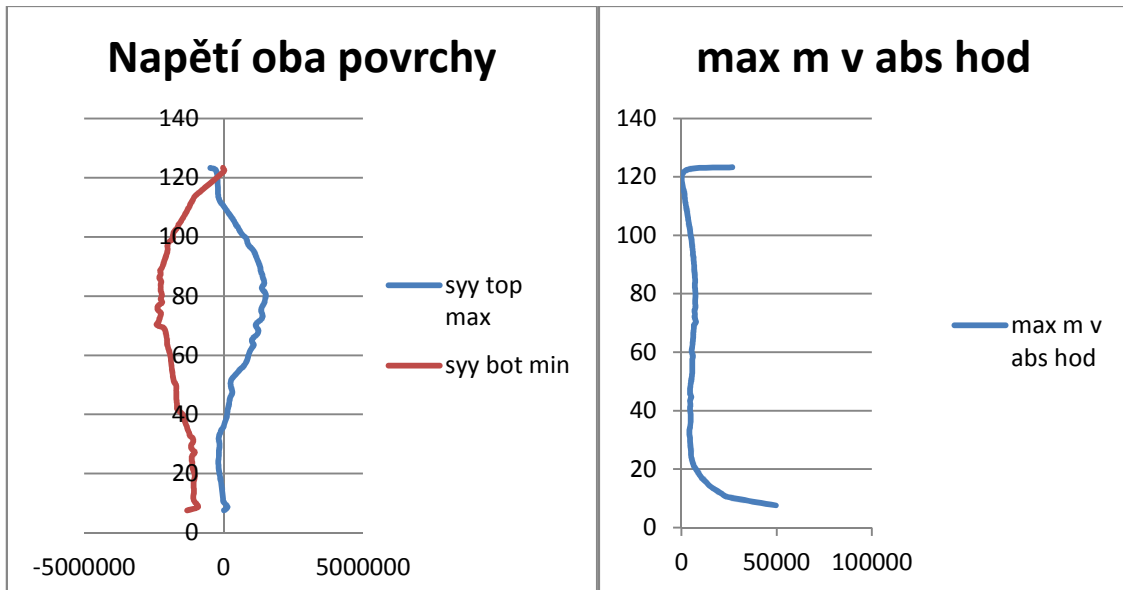 Napětí oba povrchy
140
120
100
80
60
40
20
0
-5000000 0 5000000
syy top
max
syy bot min
max m v abs hod
140
120
100
80
60
40
20
0
0 50000 100000
max m v
abs hod